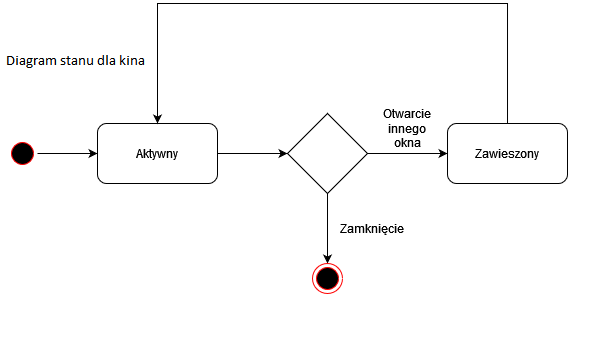 Diagram stanu dla kina
Aktywny
Otwarcie
innego
okna
Zawieszony
Zamknięcie